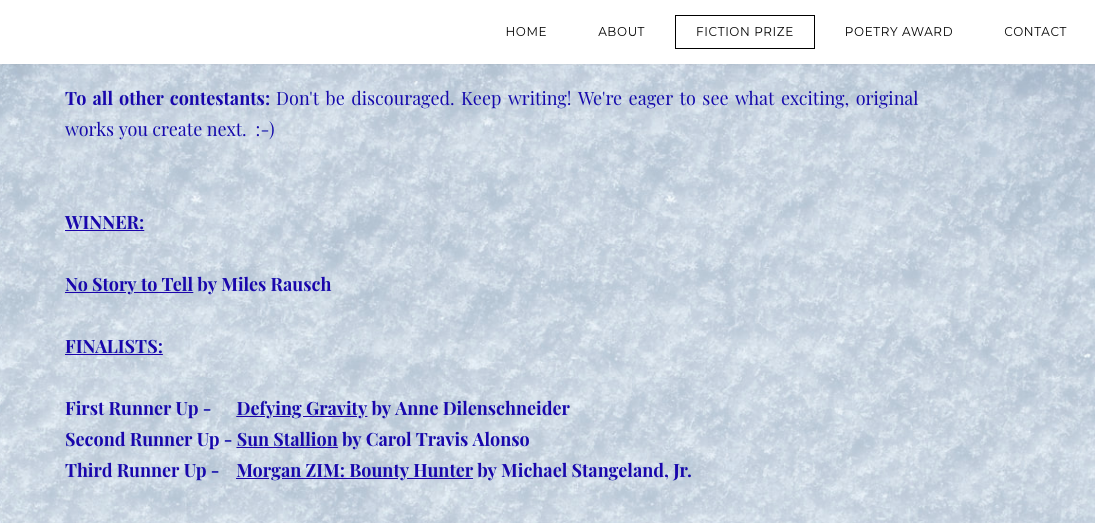 HOME ABOUT FICTION PRIZE POETRY AWARD CONTACT
To all other contestants: Don't be discouraged. Keep writing! We're eager to see what exciting, original
works you create next. :-)
WINNER:
No Story to Tell by Miles Rausch
FINALISTS:
First Runner Up - Defying Gravity by Anne Dilenschneider
Second Runner Up - Sun Stallion by Carol Travis Alonso
Third Runner Up - Morgan ZIM: Bounty Hunter by Michael Stangeland, Jr.